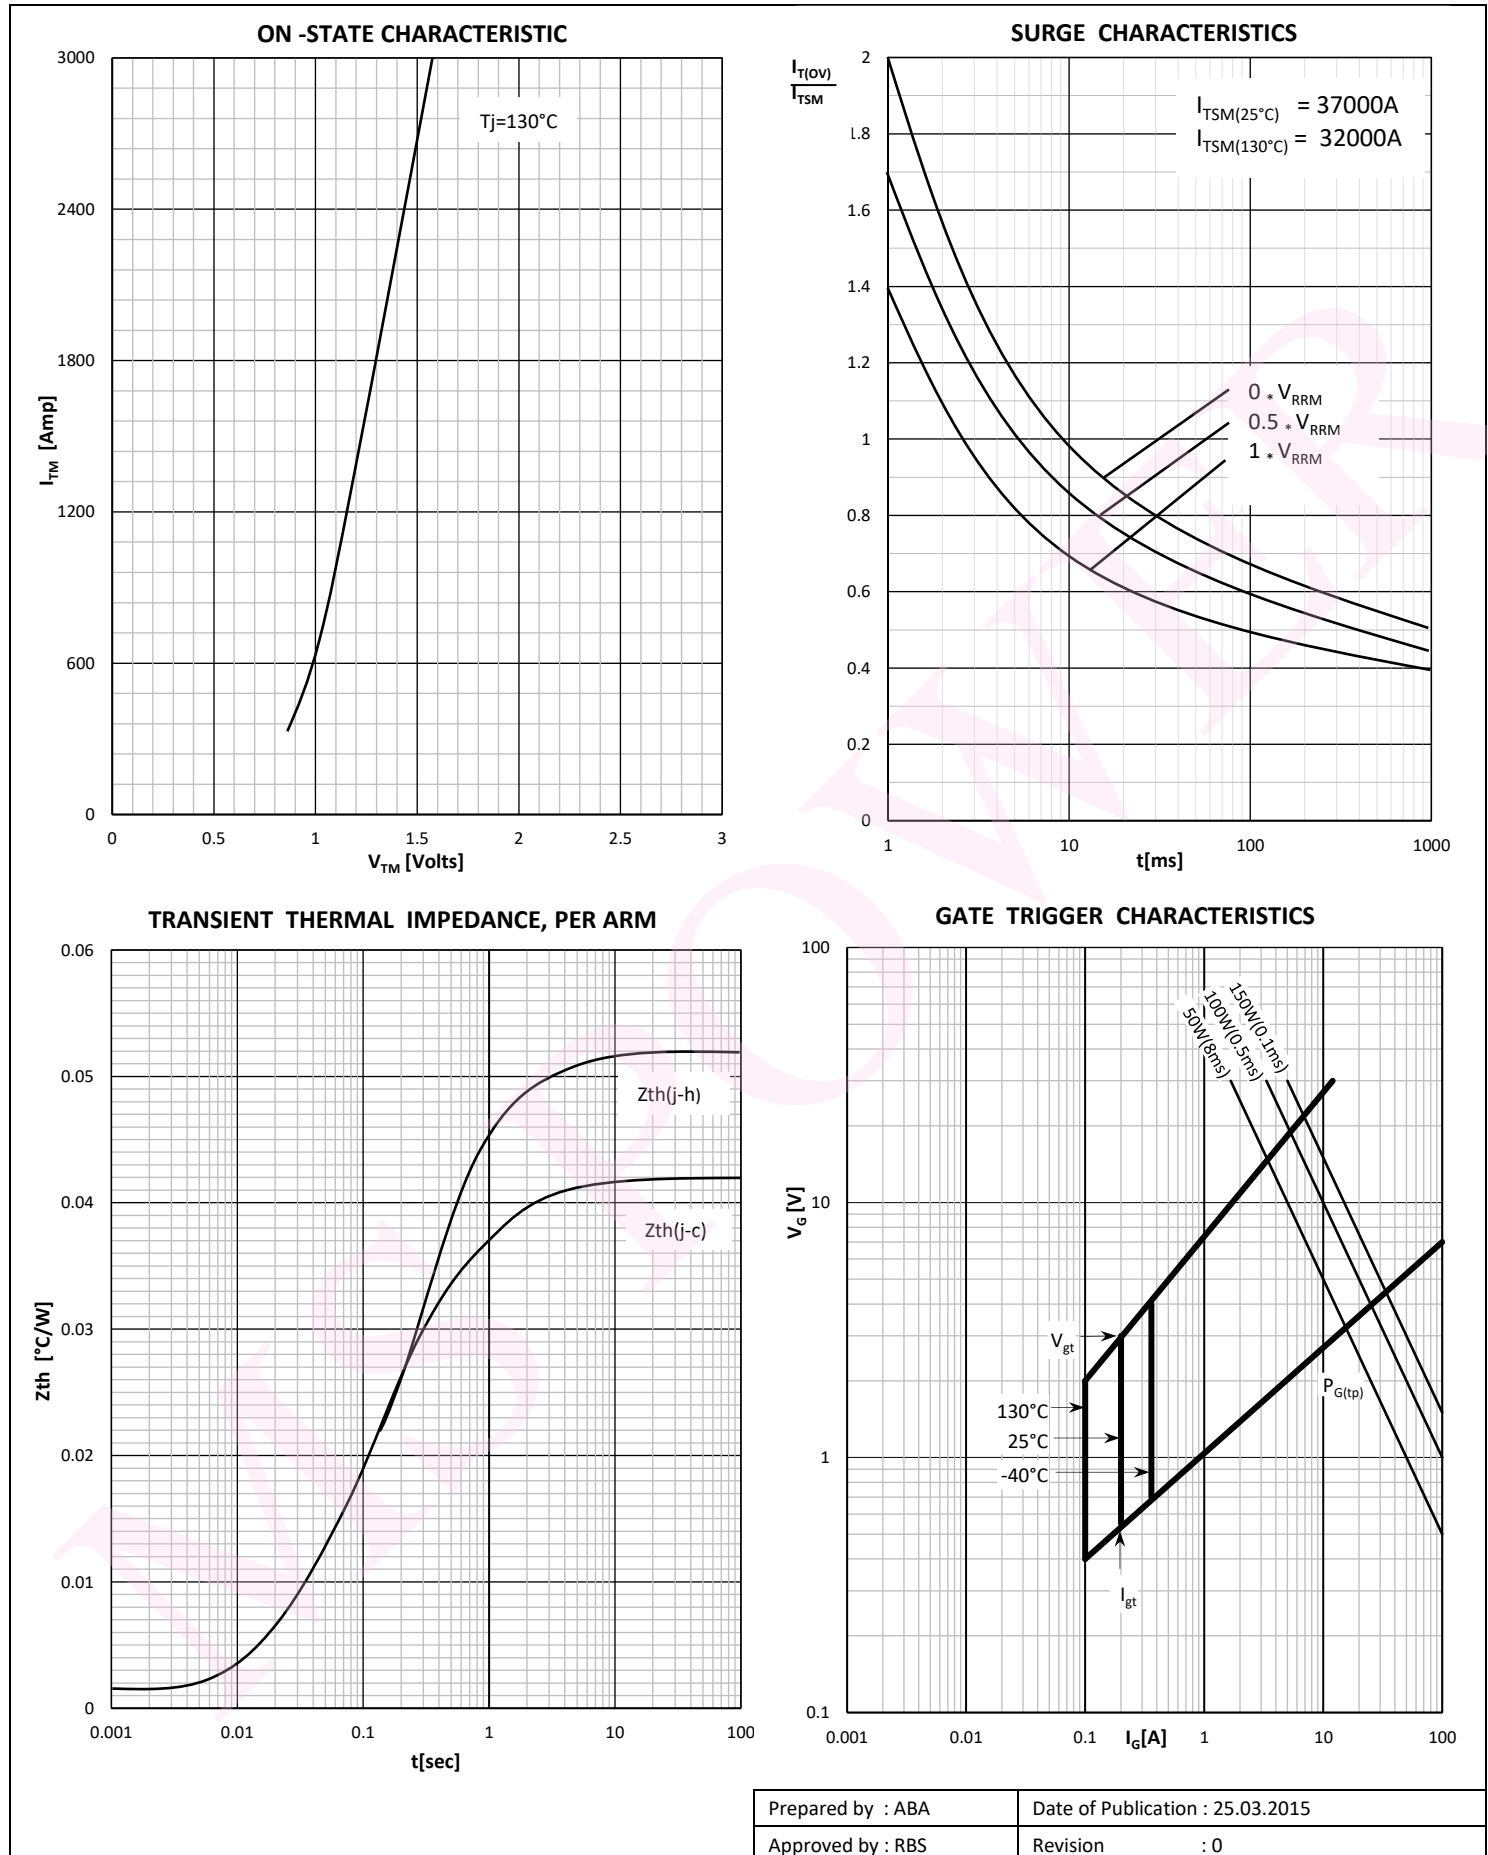 ON -STATE CHARACTERISTIC
3000
2400
1800
1200
600
0
I_TM [Amp]
Tj=130°C
0 0.5 1 1.5 2 2.5 3
V_TM [Volts]
SURGE CHARACTERISTICS
I_T(OV)
I_TSM
2
1.8
1.6
1.4
1.2
1
0.8
0.6
0.4
0.2
0
I_TSM(25°C) = 37000A
I_TSM(130°C) = 32000A
0 * V_RRM
0.5 * V_RRM
1 * V_RRM
1 10 100 1000
t[ms]
TRANSIENT THERMAL IMPEDANCE, PER ARM
0.06
0.05
0.04
0.03
0.02
0.01
0
Zth [°C/W]
Zth(j-h)
Zth(j-c)
0.001 0.01 0.1 1 10 100
t[sec]
GATE TRIGGER CHARACTERISTICS
100
10
1
0.1
V_G [V]
150W(0.1ms)
100W(0.5ms)
50W(8ms)
V_gt
130°C
25°C
-40°C
P_G(tp)
I_gt
0.001 0.01 0.1 1 10 100
I_G[A]
MS POWER
Prepared by : ABA Date of Publication : 25.03.2015
Approved by : RBS Revision : 0